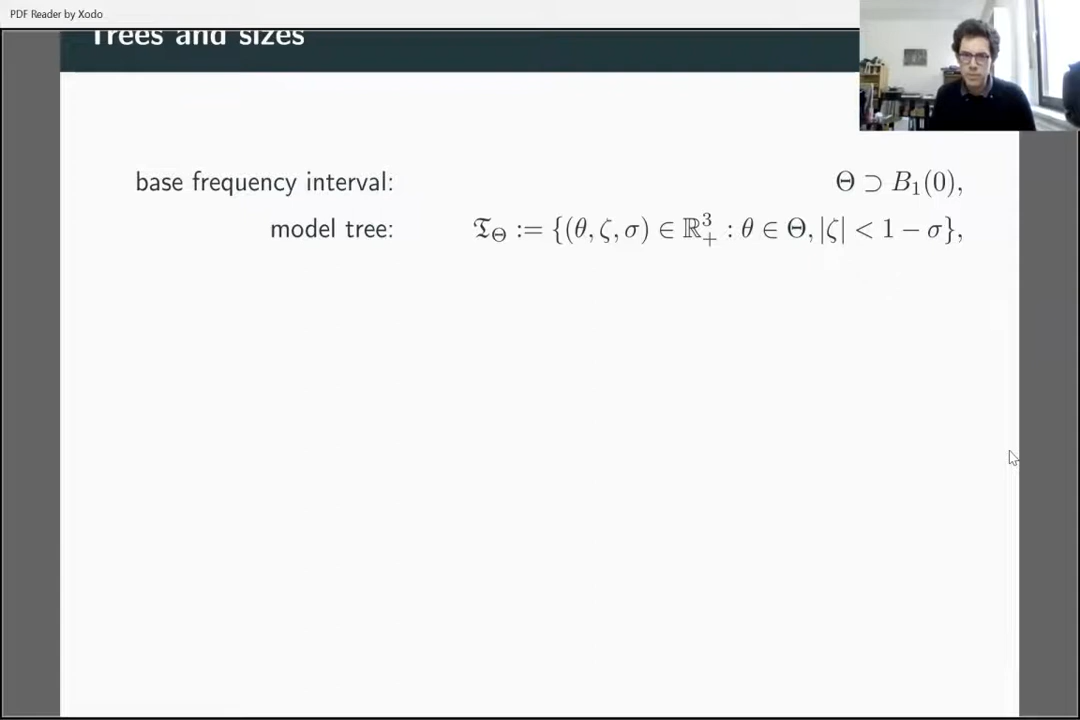 PDF Reader by Xodo
Trees and sizes
base frequency interval: Θ ⊃ B₁(0),
model tree: 𝔗_Θ := {(θ, ζ, σ) ∈ ℝ³₊ : θ ∈ Θ, |ζ| < 1 − σ},